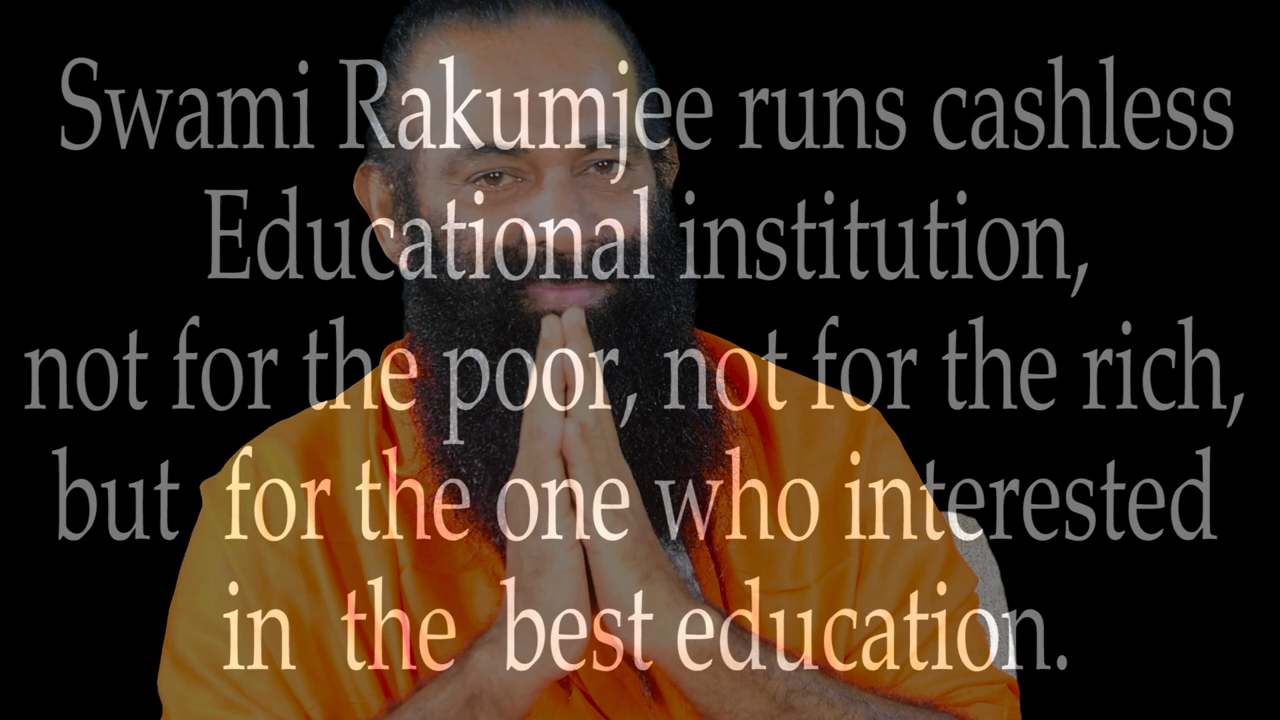 Swami Rakumjee runs cashless
Educational institution,
not for the poor, not for the rich,
but for the one who interested
in the best education.